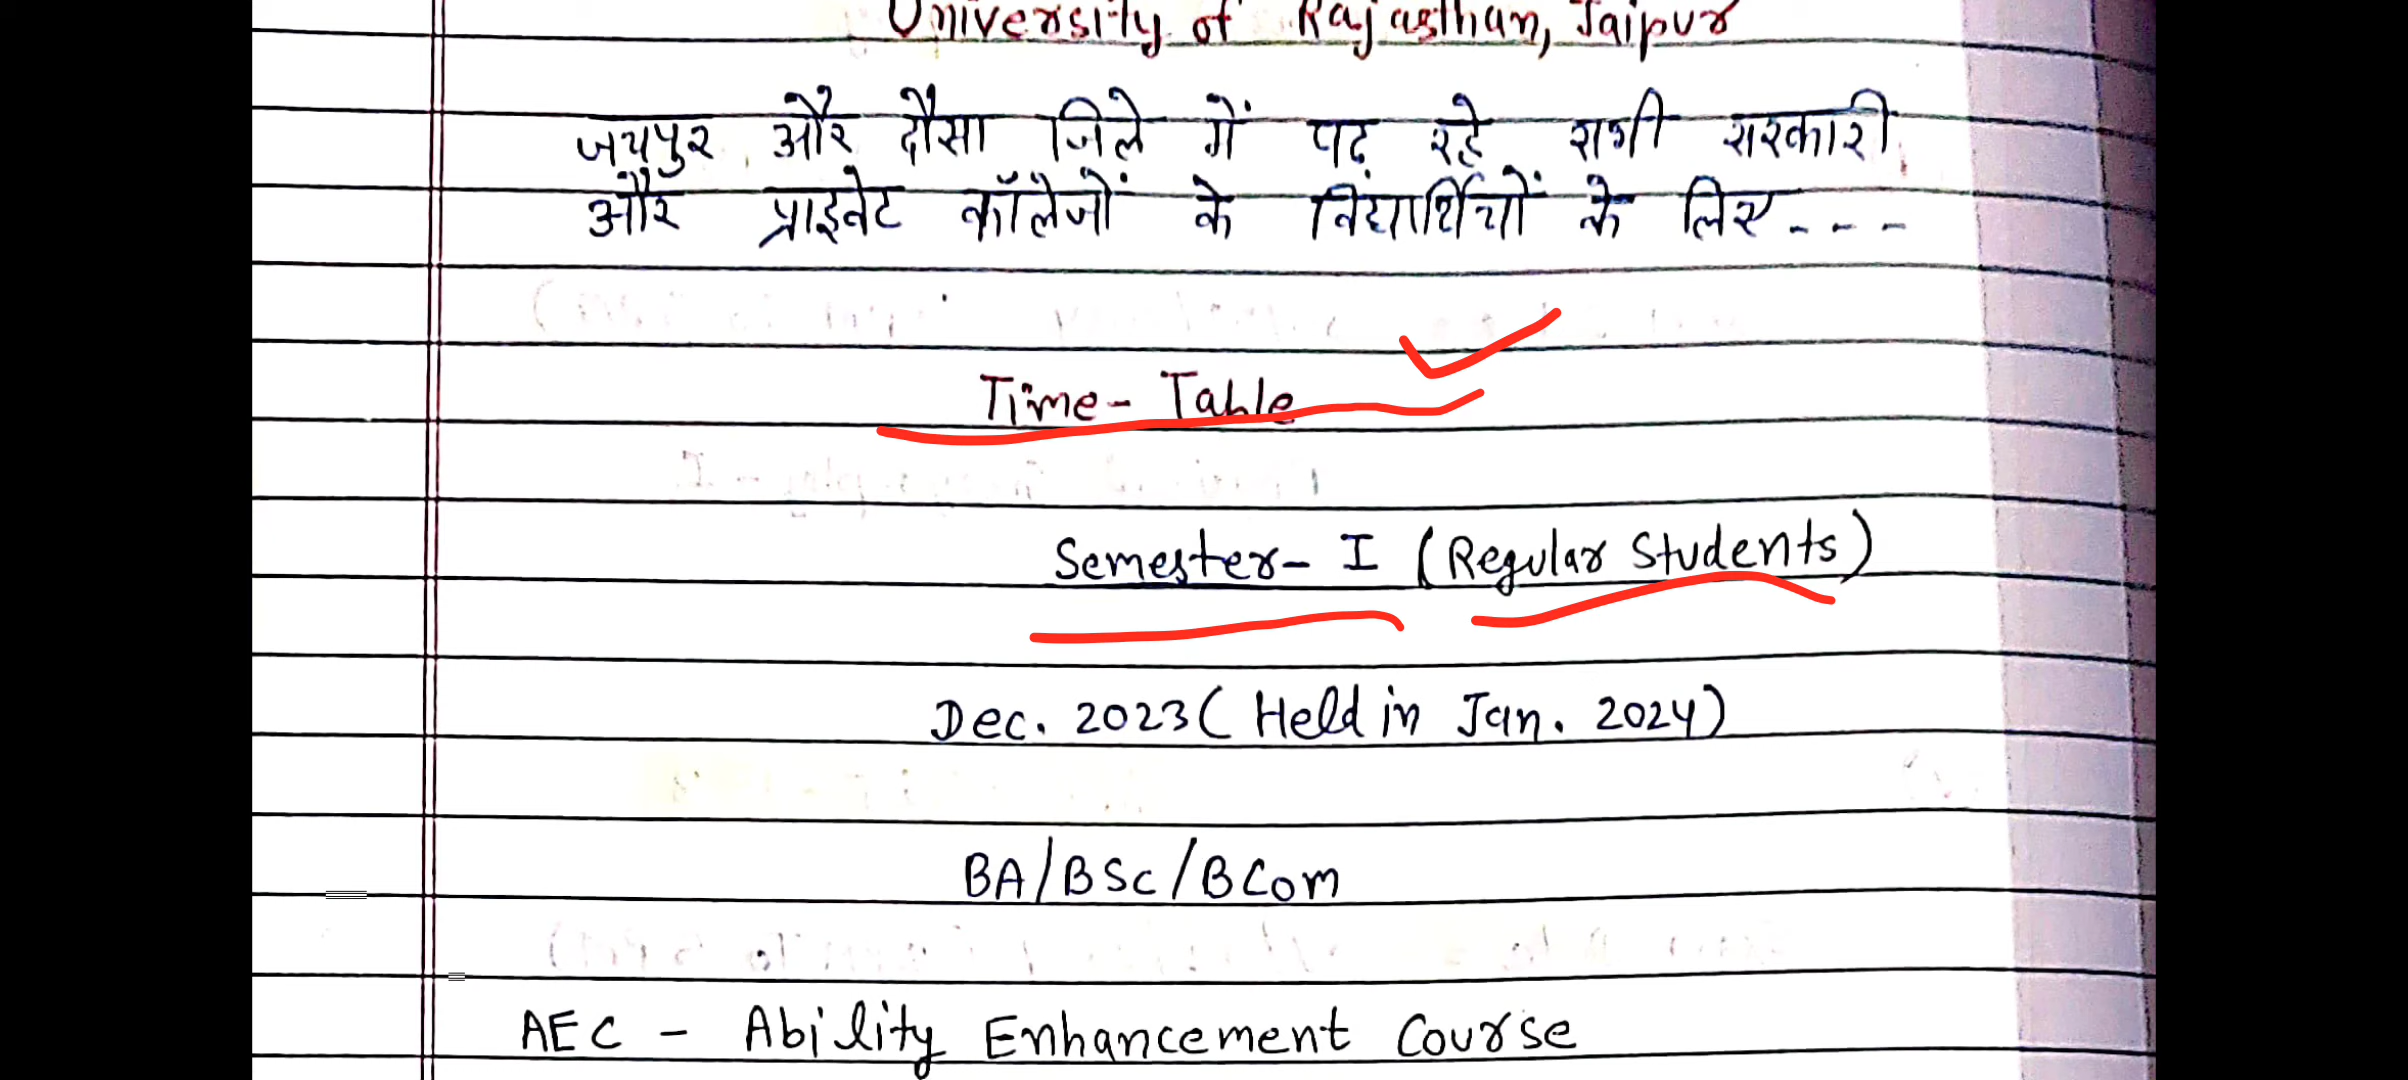 University of Rajasthan, Jaipur
जयपुर और दौसा जिले में पढ़ रहे सभी सरकारी
और प्राइवेट कॉलेजों के विद्यार्थियों के लिए - - - -
Time - Table
Semester - I (Regular Students)
Dec. 2023 (Held in Jan. 2024)
BA/BSc/BCom
AEC - Ability Enhancement Course